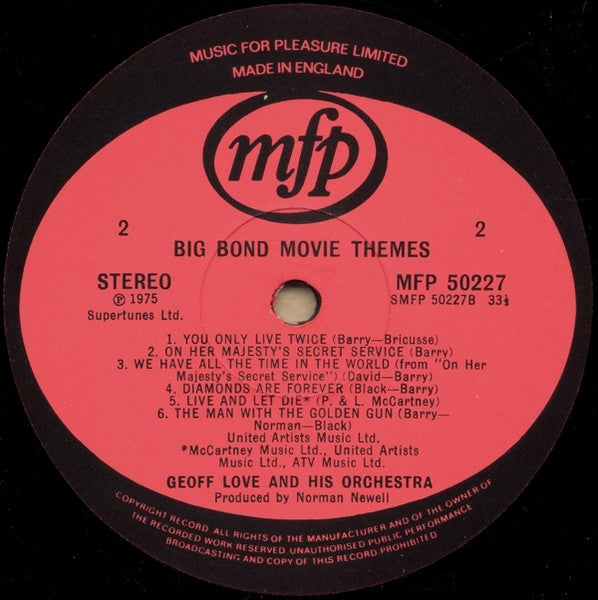 MUSIC FOR PLEASURE LIMITED
MADE IN ENGLAND
mfp
2
2
BIG BOND MOVIE THEMES
STEREO
MFP 50227
℗ 1975
SMFP 50227B 33⅓
Supertunes Ltd.
1. YOU ONLY LIVE TWICE (Barry—Bricusse)
2. ON HER MAJESTY'S SECRET SERVICE (Barry)
3. WE HAVE ALL THE TIME IN THE WORLD (from "On Her
Majesty's Secret Service") (David—Barry)
4. DIAMONDS ARE FOREVER (Black—Barry)
5. LIVE AND LET DIE* (P. & L. McCartney)
6. THE MAN WITH THE GOLDEN GUN (Barry—
Norman—Black)
United Artists Music Ltd.
*McCartney Music Ltd., United Artists
Music Ltd., ATV Music Ltd.
GEOFF LOVE AND HIS ORCHESTRA
Produced by Norman Newell
COPYRIGHT RECORD. ALL RIGHTS OF THE MANUFACTURER AND OF THE OWNER OF
THE RECORDED WORK RESERVED UNAUTHORISED PUBLIC PERFORMANCE
BROADCASTING AND COPY OF THIS RECORD PROHIBITED